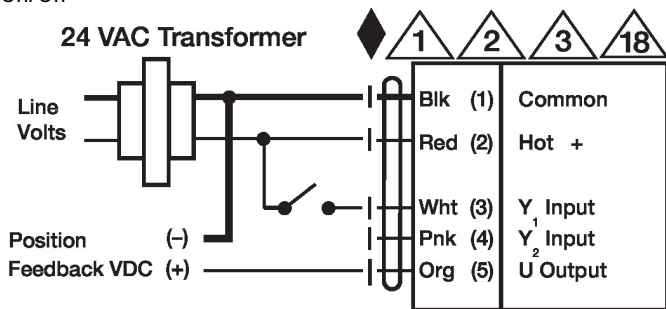 On/Off
24 VAC Transformer
1 2 3 18
Line
Volts
Blk (1) Common
Red (2) Hot +
Wht (3) Y1 Input
Pnk (4) Y2 Input
Org (5) U Output
Position (–)
Feedback VDC (+)